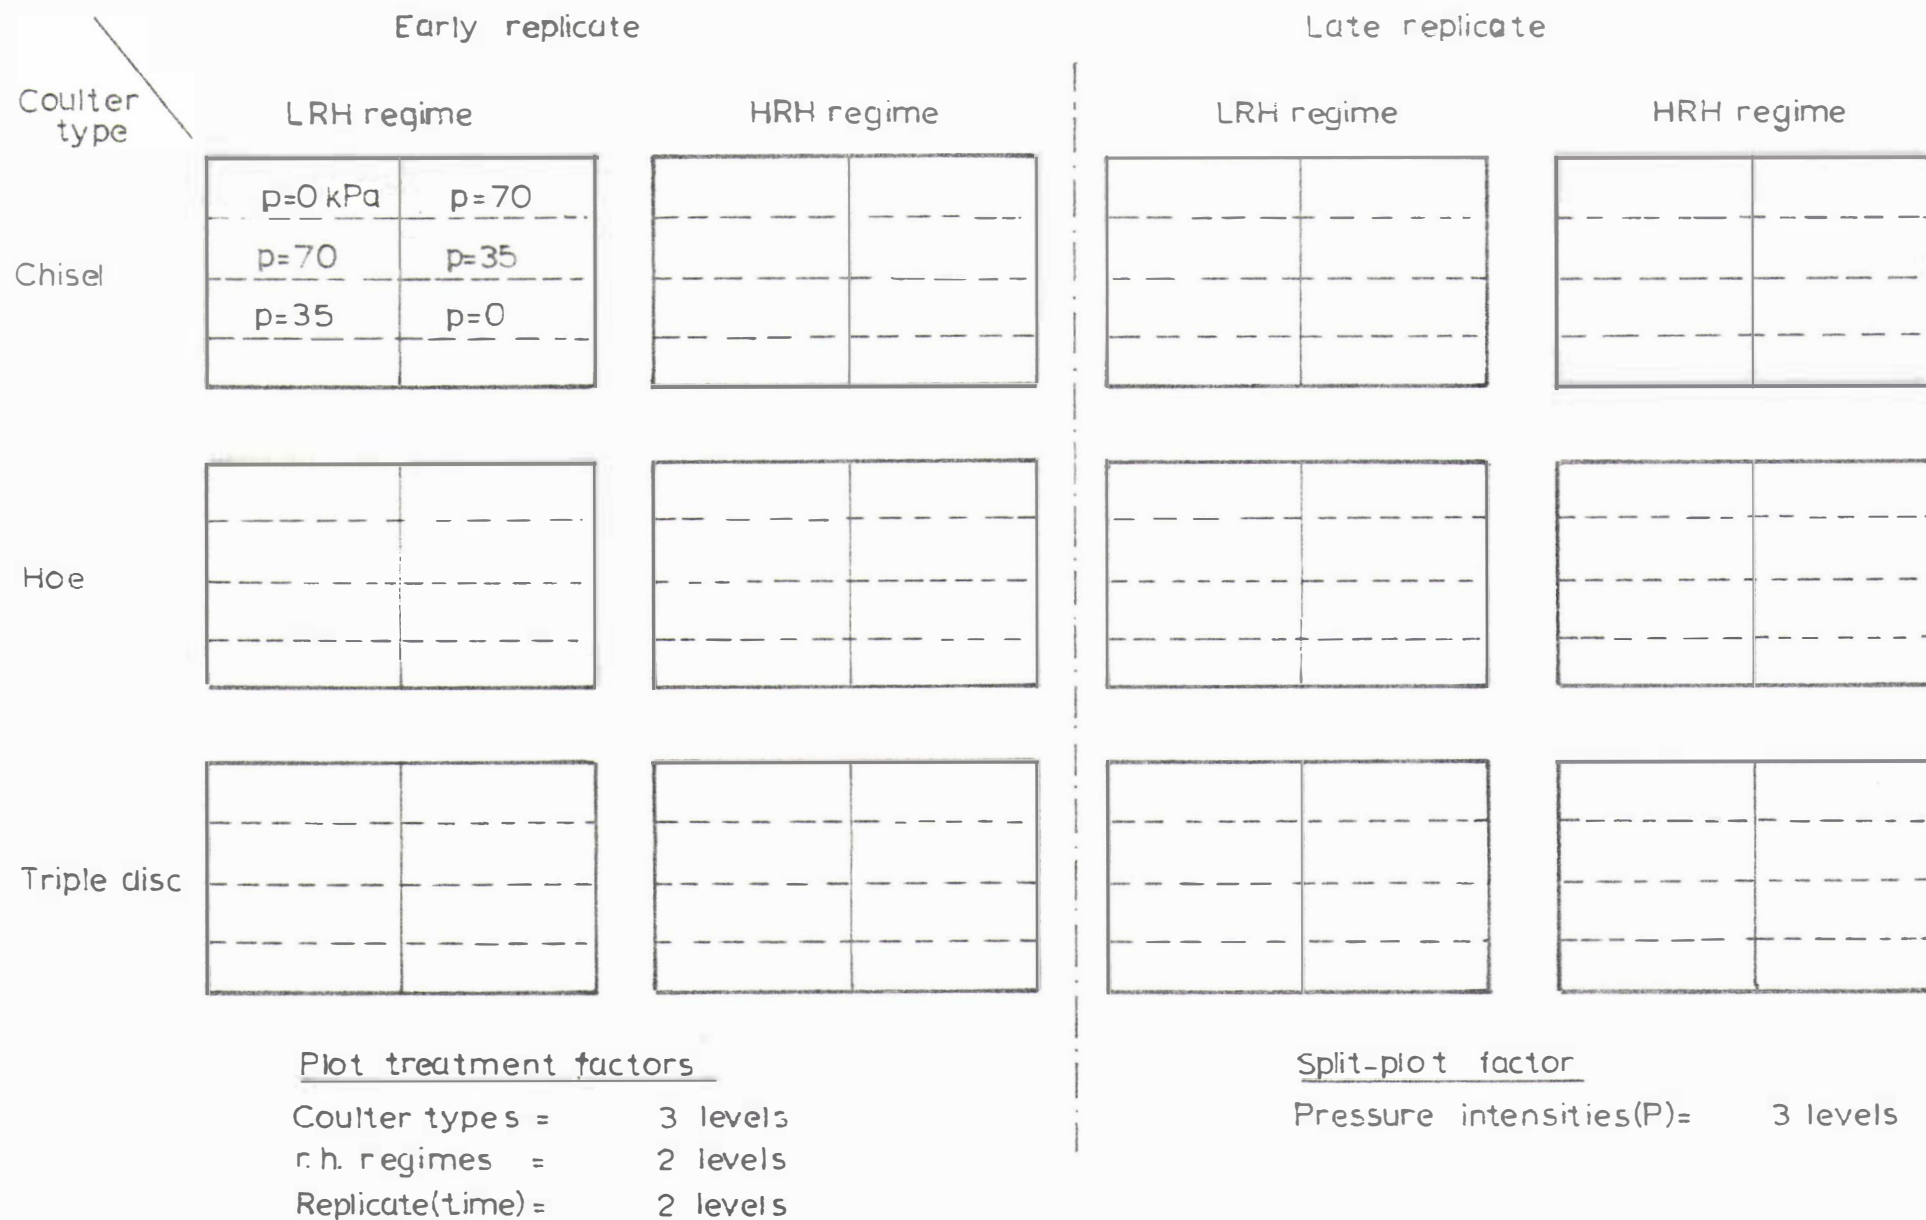 Early replicate
Late replicate
Coulter type
LRH regime
HRH regime
LRH regime
HRH regime
Chisel
p=0 kPa
p=70
p=70
p=35
p=35
p=0
Hoe
Triple disc
Plot treatment factors
Coulter types = 3 levels
r.h. regimes = 2 levels
Replicate(time) = 2 levels
Split-plot factor
Pressure intensities(P)= 3 levels